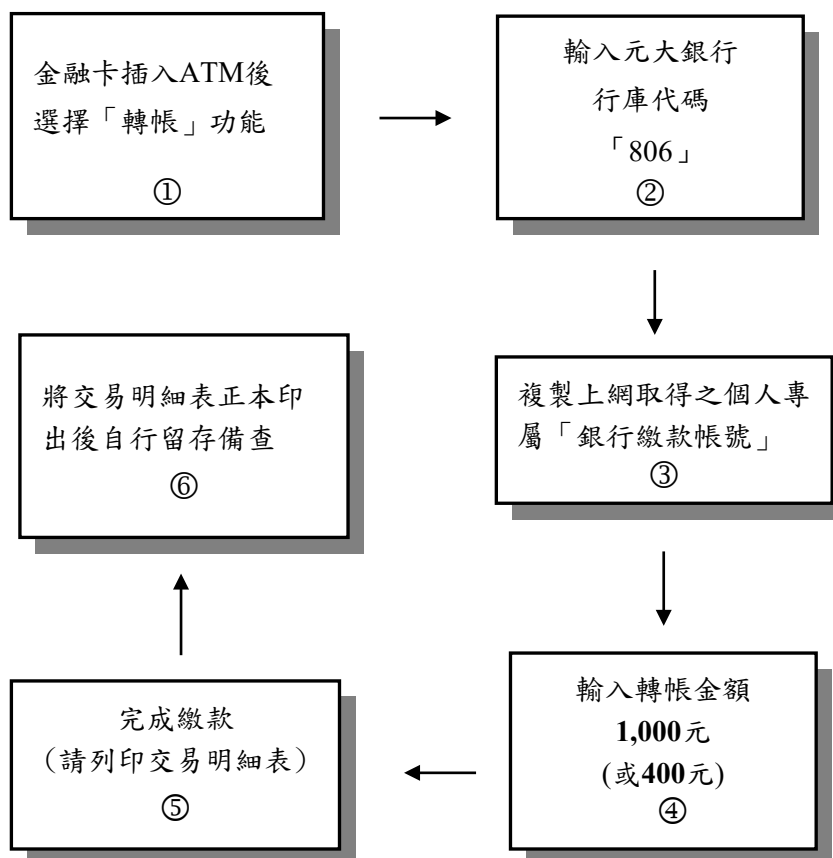 金融卡插入ATM後
選擇「轉帳」功能
①
輸入元大銀行
行庫代碼
「806」
②
複製上網取得之個人專
屬「銀行繳款帳號」
③
輸入轉帳金額
1,000元
(或400元)
④
完成繳款
（請列印交易明細表）
⑤
將交易明細表正本印
出後自行留存備查
⑥